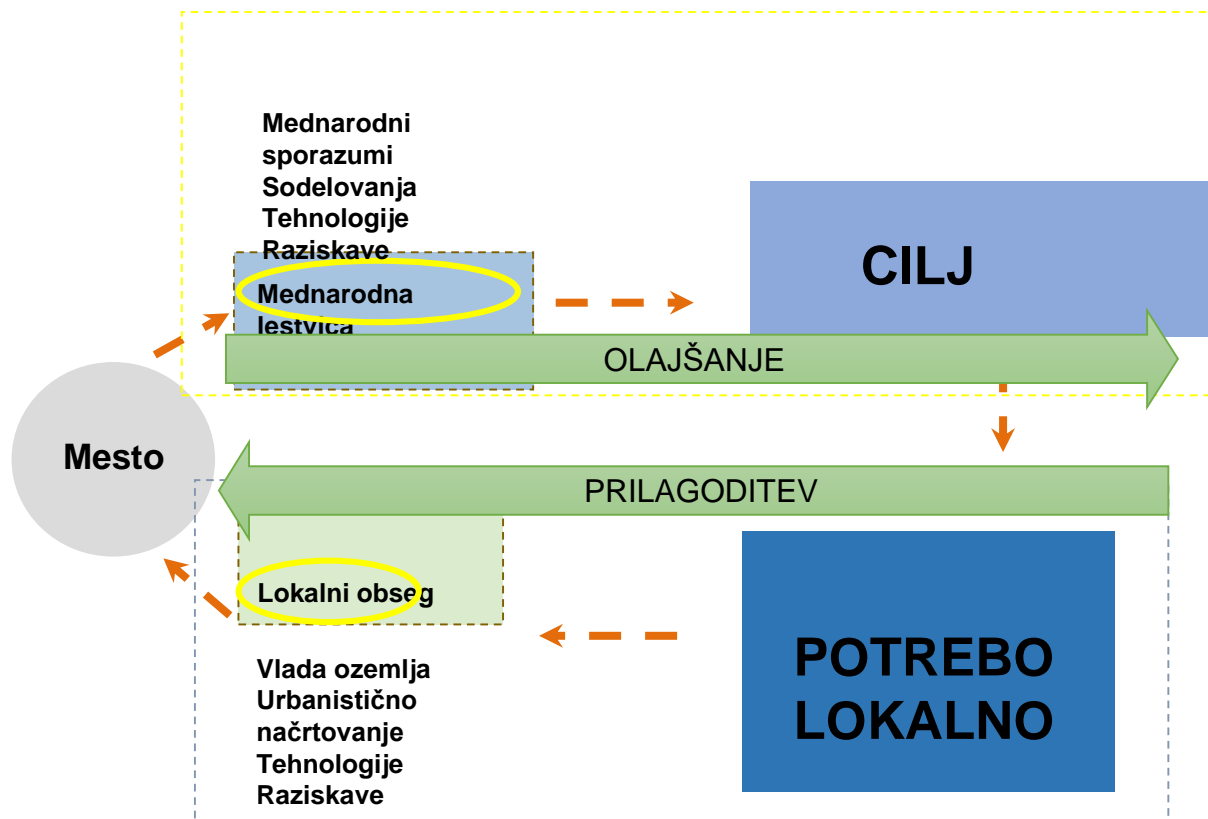 Mednarodni
sporazumi
Sodelovanja
Tehnologije
Raziskave
Mednarodna
lestvica
CILJ
OLAJŠANJE
Mesto
PRILAGODITEV
Lokalni obseg
Vlada ozemlja
Urbanistično
načrtovanje
Tehnologije
Raziskave
POTREBO
LOKALNO